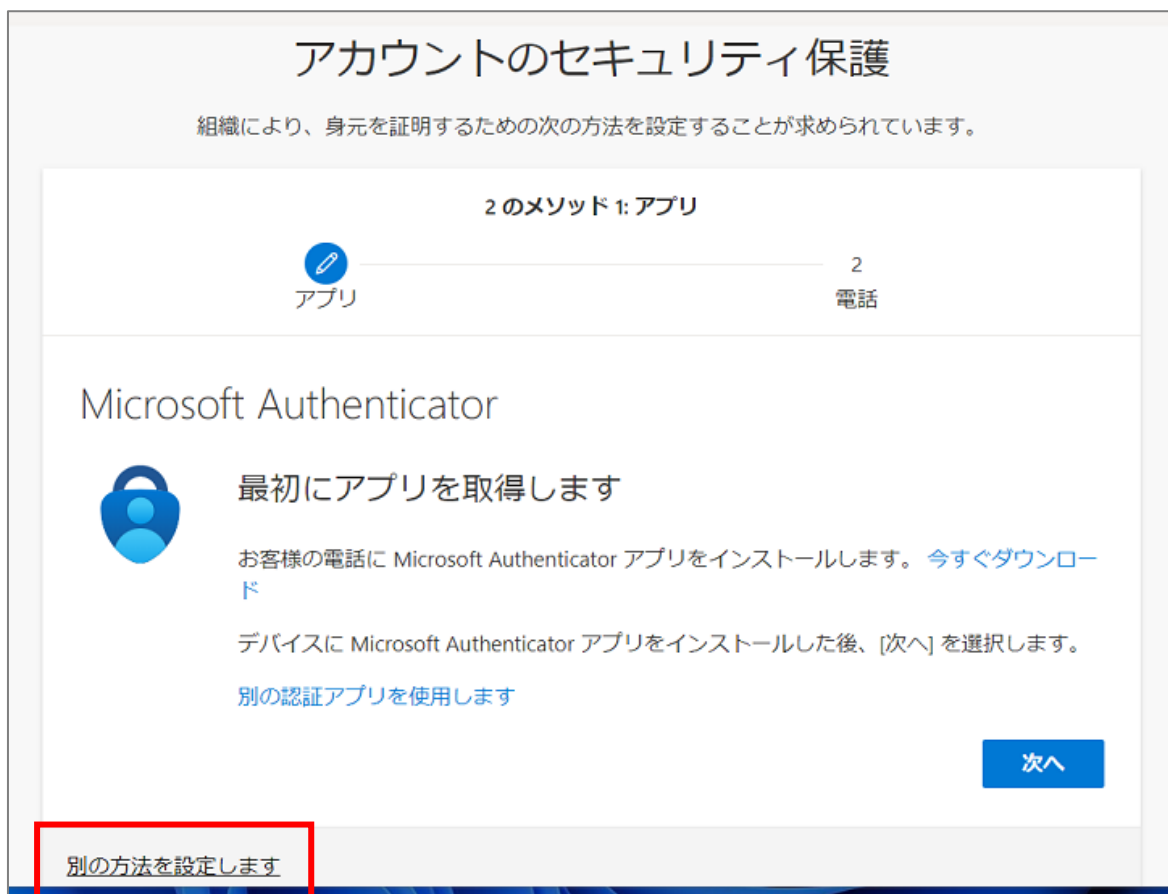 アカウントのセキュリティ保護
組織により、身元を証明するための次の方法を設定することが求められています。
2 のメソッド 1: アプリ
アプリ
2
電話
Microsoft Authenticator
最初にアプリを取得します
お客様の電話に Microsoft Authenticator アプリをインストールします。 今すぐダウンロー
ド
デバイスに Microsoft Authenticator アプリをインストールした後、[次へ] を選択します。
別の認証アプリを使用します
次へ
別の方法を設定します